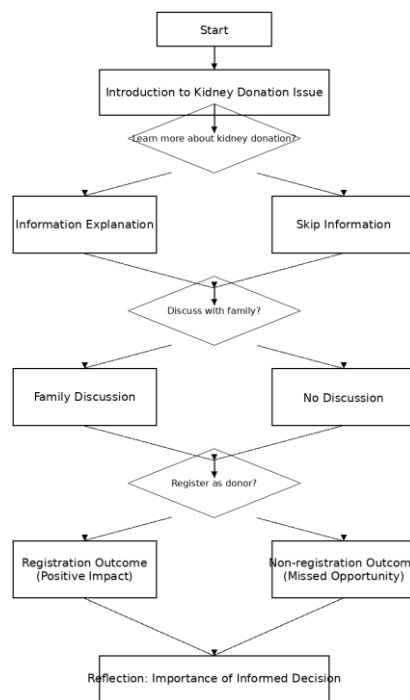 Start
Introduction to Kidney Donation Issue
Learn more about kidney donation?
Information Explanation
Skip Information
Discuss with family?
Family Discussion
No Discussion
Register as donor?
Registration Outcome
(Positive Impact)
Non-registration Outcome
(Missed Opportunity)
Reflection: Importance of Informed Decision